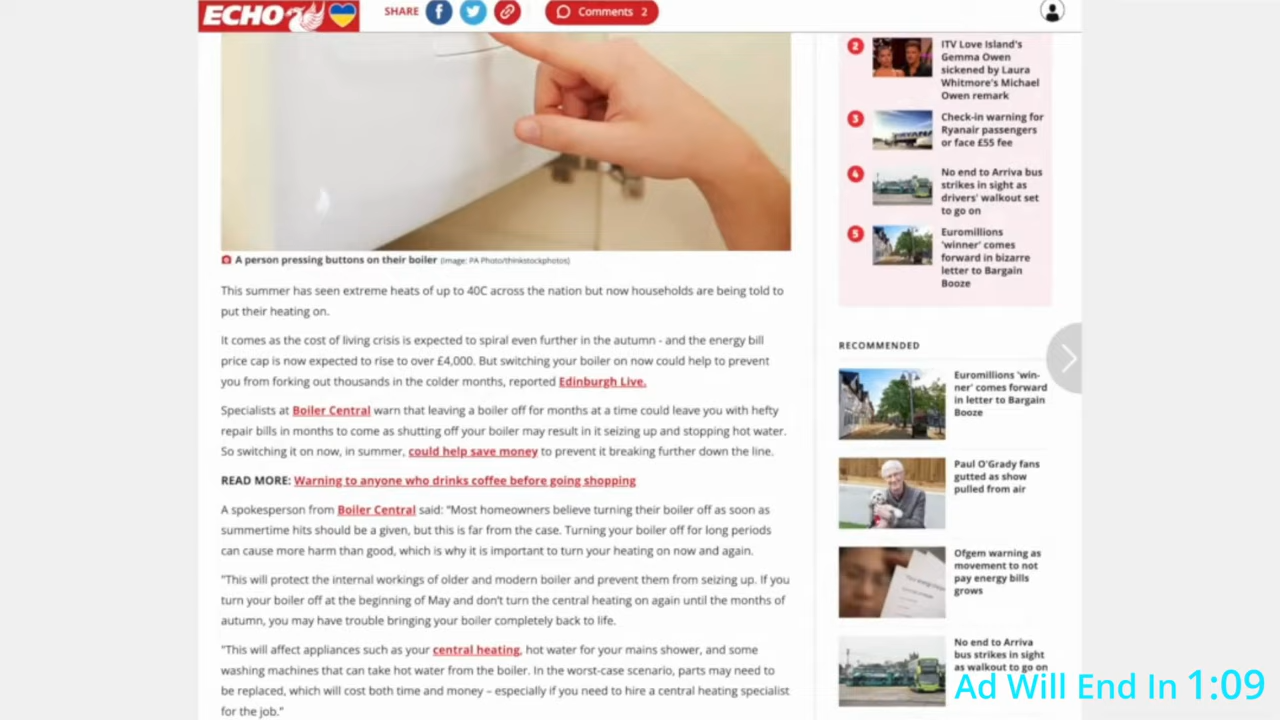 ECHO
SHARE
Comments 2
A person pressing buttons on their boiler (Image: PA Photo/thinkstockphotos)
This summer has seen extreme heats of up to 40C across the nation but now households are being told to
put their heating on.
It comes as the cost of living crisis is expected to spiral even further in the autumn - and the energy bill
price cap is now expected to rise to over £4,000. But switching your boiler on now could help to prevent
you from forking out thousands in the colder months, reported Edinburgh Live.
Specialists at Boiler Central warn that leaving a boiler off for months at a time could leave you with hefty
repair bills in months to come as shutting off your boiler may result in it seizing up and stopping hot water.
So switching it on now, in summer, could help save money to prevent it breaking further down the line.
READ MORE: Warning to anyone who drinks coffee before going shopping
A spokesperson from Boiler Central said: "Most homeowners believe turning their boiler off as soon as
summertime hits should be a given, but this is far from the case. Turning your boiler off for long periods
can cause more harm than good, which is why it is important to turn your heating on now and again.
"This will protect the internal workings of older and modern boiler and prevent them from seizing up. If you
turn your boiler off at the beginning of May and don't turn the central heating on again until the months of
autumn, you may have trouble bringing your boiler completely back to life.
"This will affect appliances such as your central heating, hot water for your mains shower, and some
washing machines that can take hot water from the boiler. In the worst-case scenario, parts may need to
be replaced, which will cost both time and money – especially if you need to hire a central heating specialist
for the job."
2
ITV Love Island's
Gemma Owen
sickened by Laura
Whitmore's Michael
Owen remark
3
Check-in warning for
Ryanair passengers
or face £55 fee
4
No end to Arriva bus
strikes in sight as
drivers' walkout set
to go on
5
Euromillions
'winner' comes
forward in bizarre
letter to Bargain
Booze
RECOMMENDED
Euromillions 'win-
ner' comes forward
in letter to Bargain
Booze
Paul O'Grady fans
gutted as show
pulled from air
Ofgem warning as
movement to not
pay energy bills
grows
No end to Arriva
bus strikes in sight
as walkout to go on
Ad Will End In 1:09